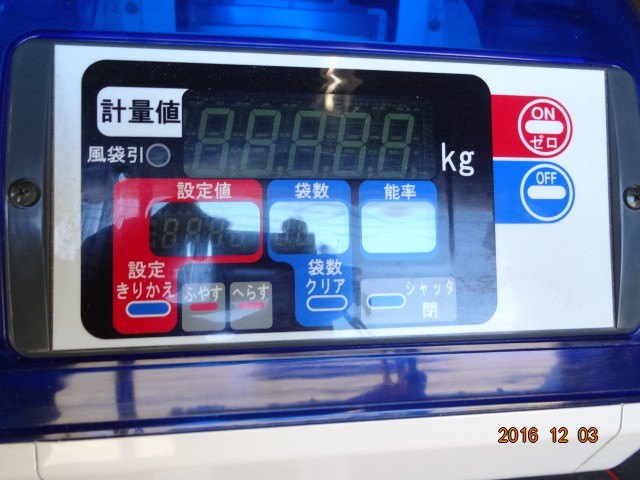 計量値
88888
kg
ON
ゼロ
風袋引
OFF
設定値
袋数
能率
設定
きりかえ
ふやす
へらす
袋数
クリア
シャッタ
閉
2016 12 03